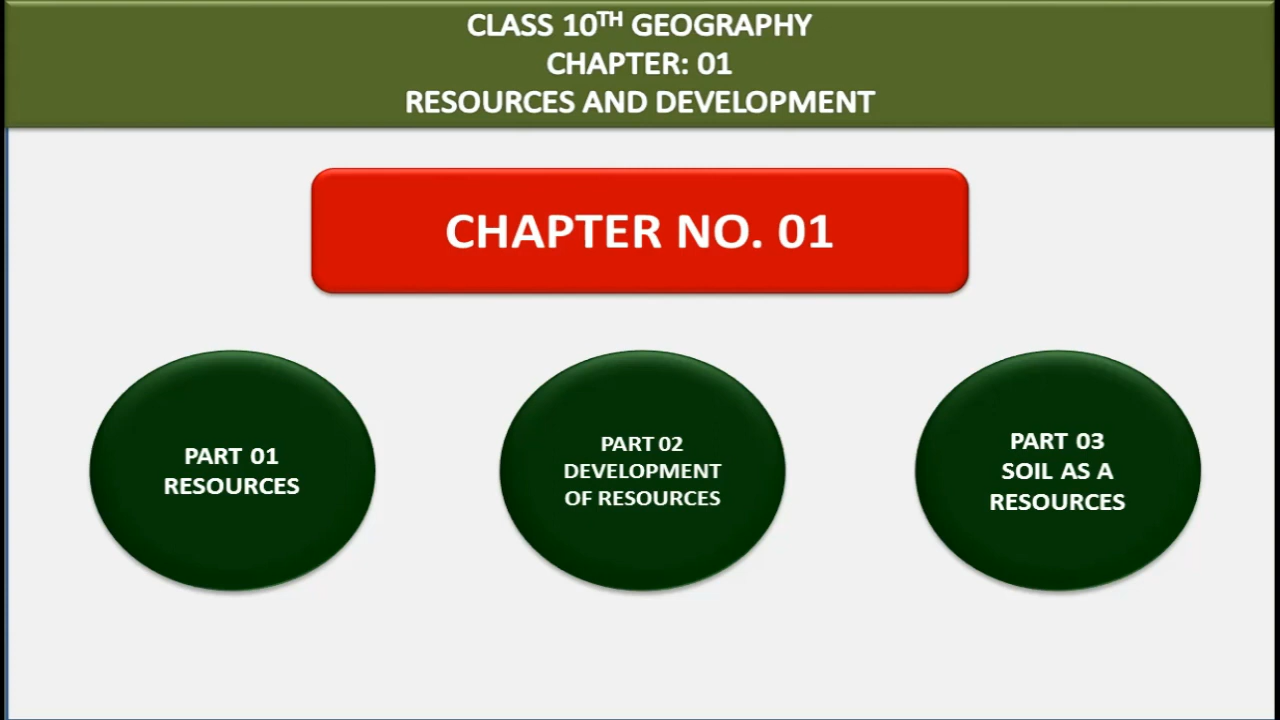 CLASS 10TH GEOGRAPHY
CHAPTER: 01
RESOURCES AND DEVELOPMENT
CHAPTER NO. 01
PART 01
RESOURCES
PART 02
DEVELOPMENT
OF RESOURCES
PART 03
SOIL AS A
RESOURCES